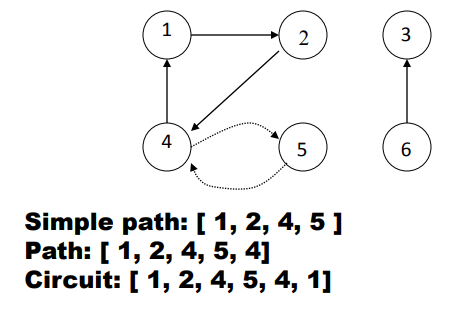 1 2 3
4 5 6
Simple path: [ 1, 2, 4, 5 ]
Path: [ 1, 2, 4, 5, 4]
Circuit: [ 1, 2, 4, 5, 4, 1]